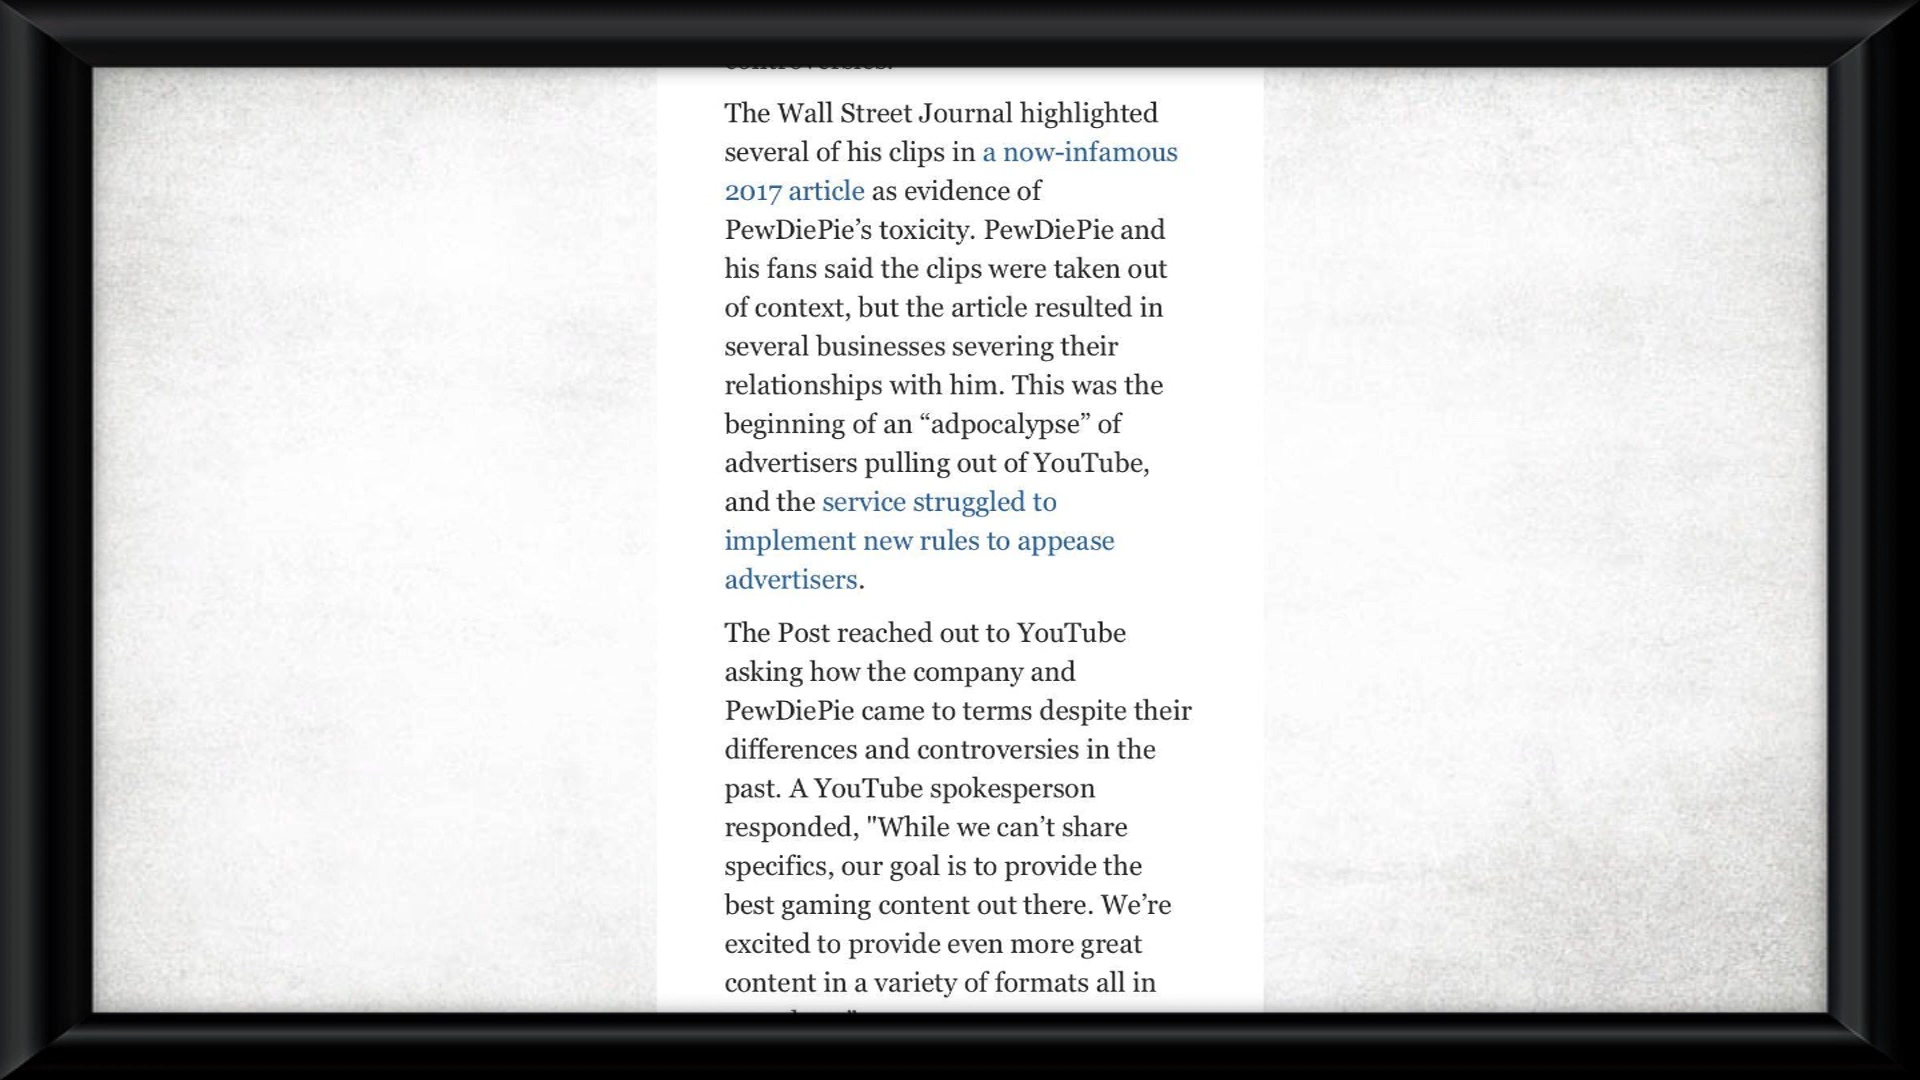 The Wall Street Journal highlighted
several of his clips in a now-infamous
2017 article as evidence of
PewDiePie’s toxicity. PewDiePie and
his fans said the clips were taken out
of context, but the article resulted in
several businesses severing their
relationships with him. This was the
beginning of an “adpocalypse” of
advertisers pulling out of YouTube,
and the service struggled to
implement new rules to appease
advertisers.
The Post reached out to YouTube
asking how the company and
PewDiePie came to terms despite their
differences and controversies in the
past. A YouTube spokesperson
responded, "While we can’t share
specifics, our goal is to provide the
best gaming content out there. We’re
excited to provide even more great
content in a variety of formats all in